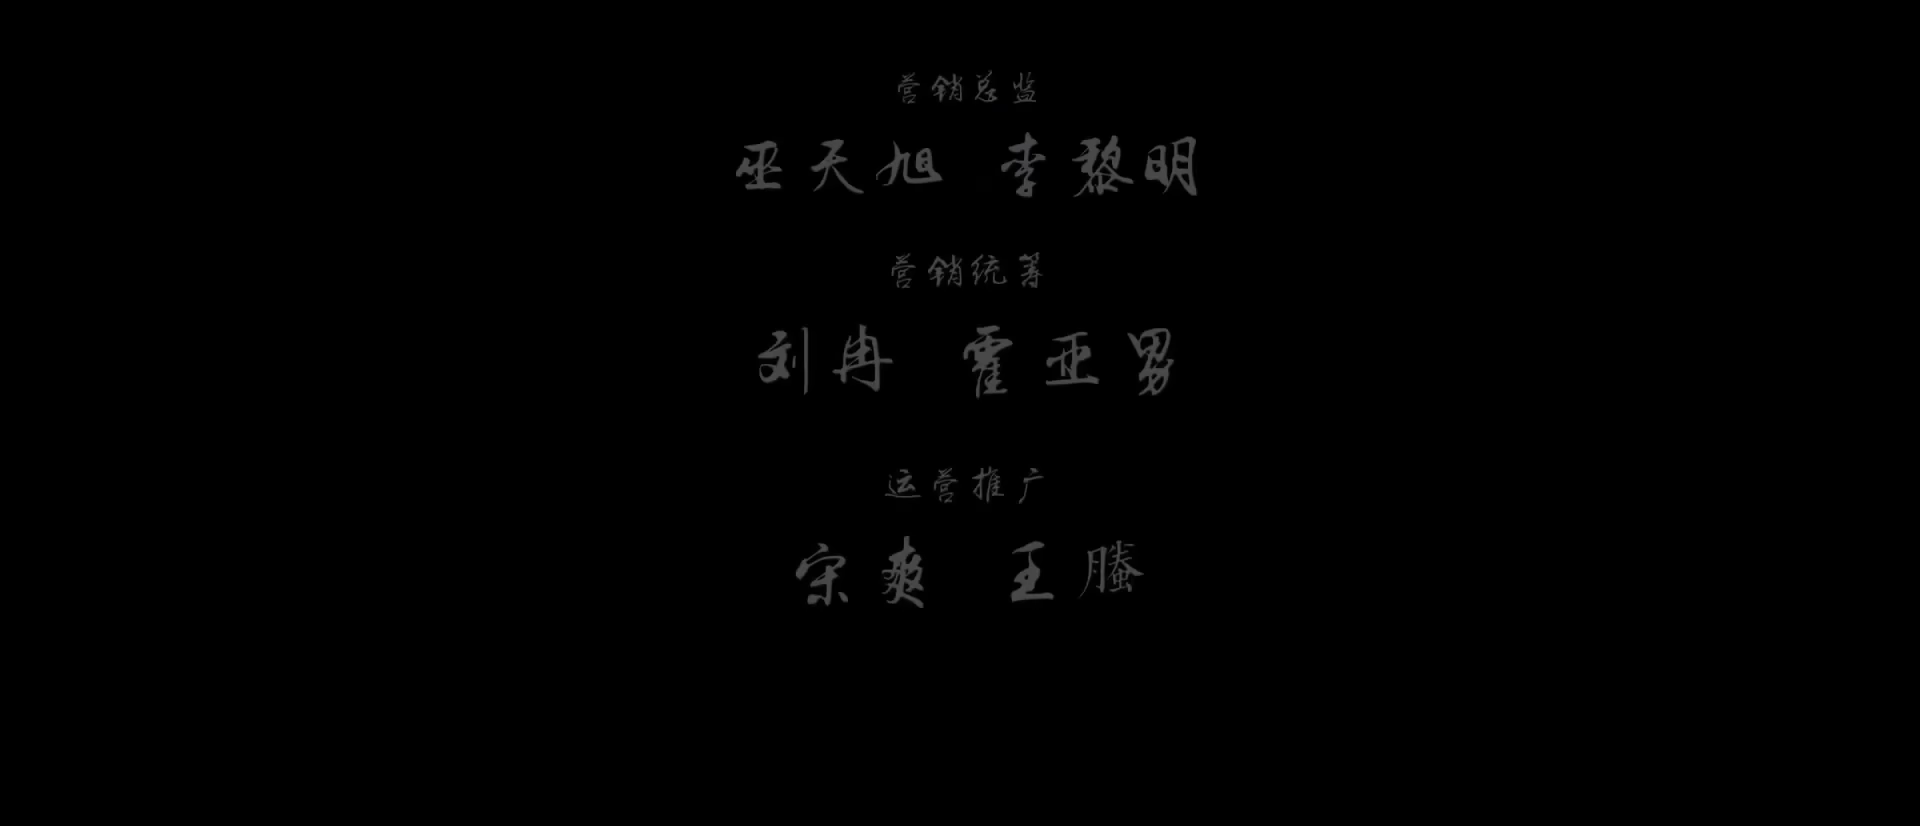 营销总监
巫天旭 李黎明
营销统筹
刘冉 霍亚男
运营推广
宋爽 王螣